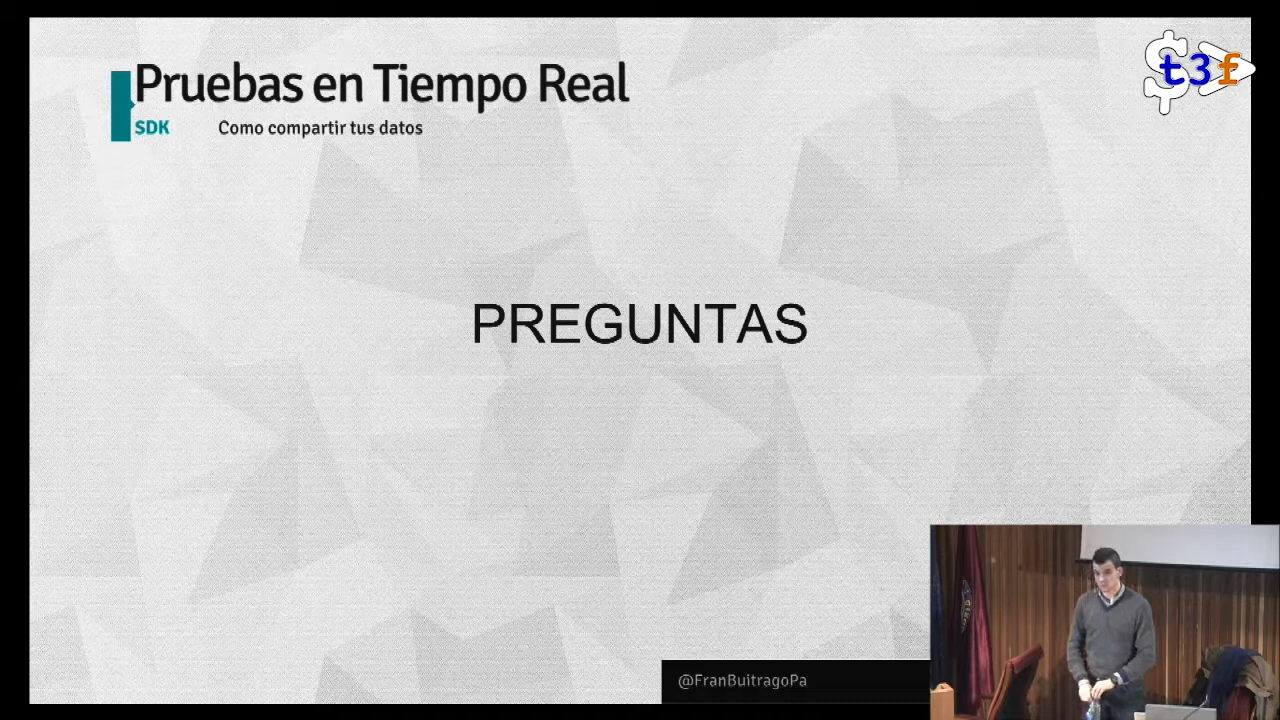 Pruebas en Tiempo Real
SDK Como compartir tus datos
t3f
PREGUNTAS
@FranBuitragoPa